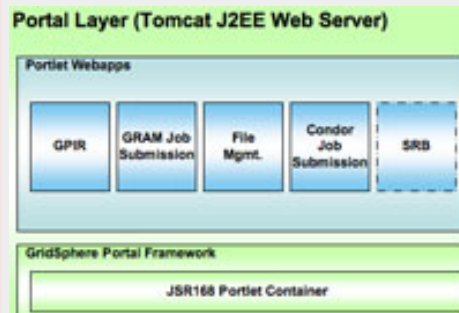 Portal Layer (Tomcat J2EE Web Server)
Portlet Webapps
GPIR
GRAM Job
Submission
File
Mgmt.
Condor
Job
Submission
SRB
GridSphere Portal Framework
JSR168 Portlet Container